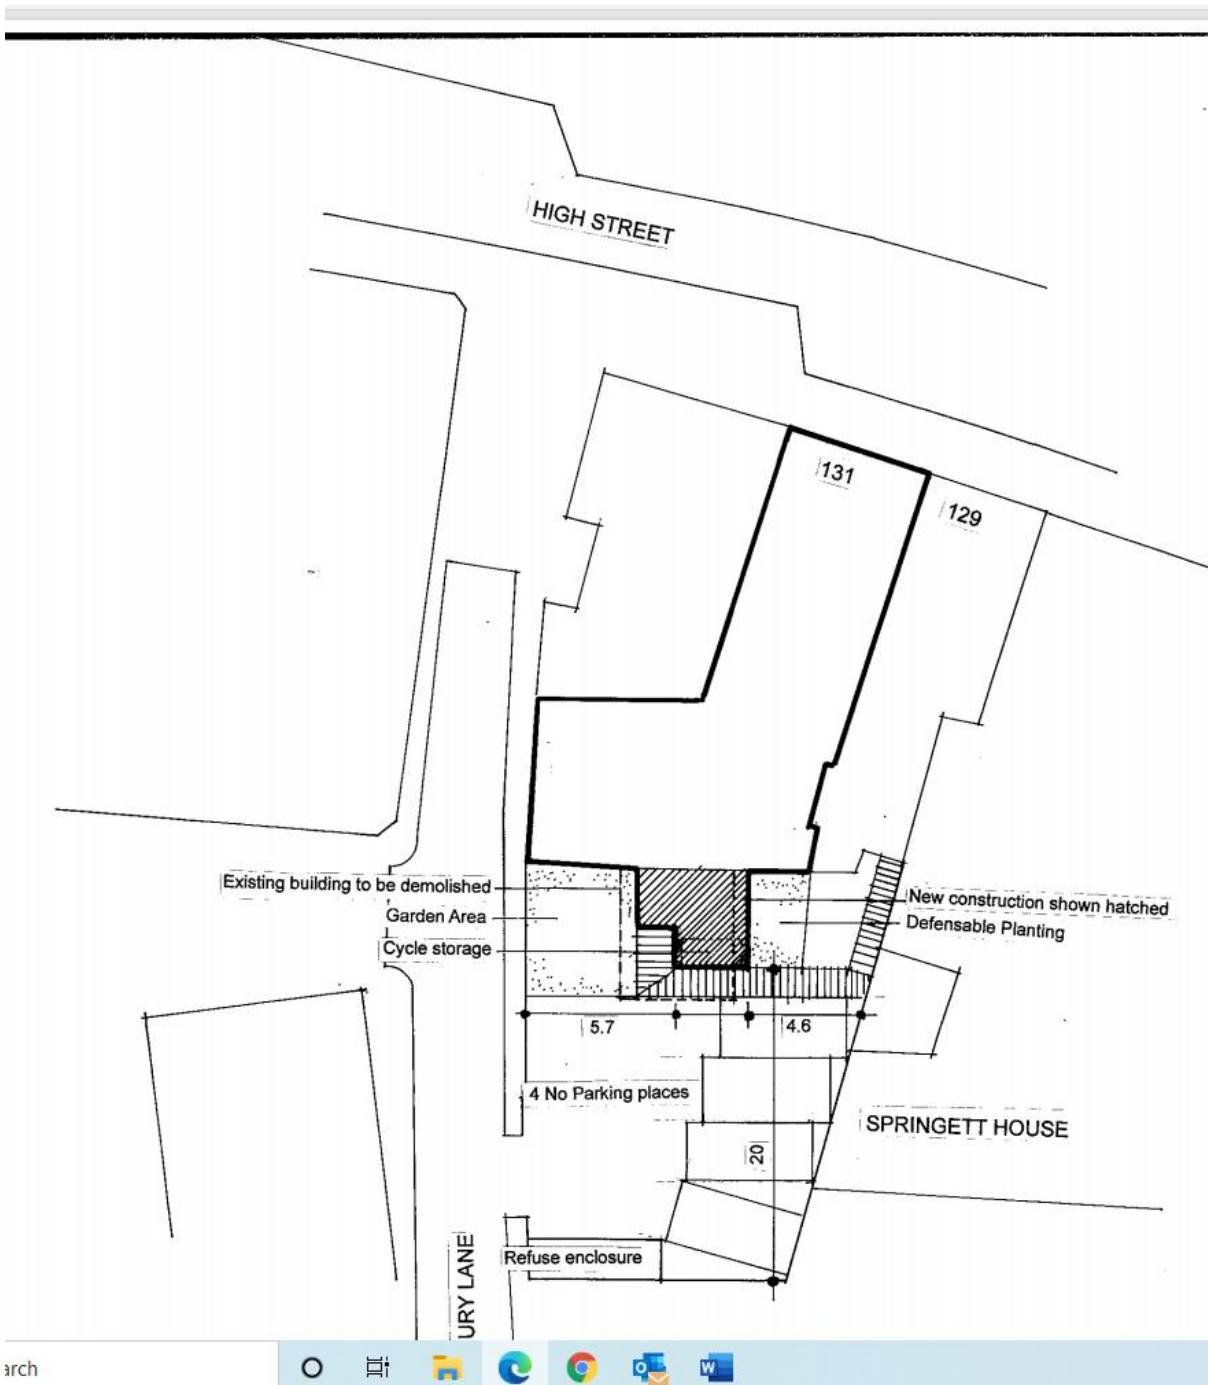 HIGH STREET
131
129
Existing building to be demolished
Garden Area
Cycle storage
New construction shown hatched
Defensable Planting
5.7
4.6
4 No Parking places
SPRINGETT HOUSE
20
Refuse enclosure
URY LANE
arch